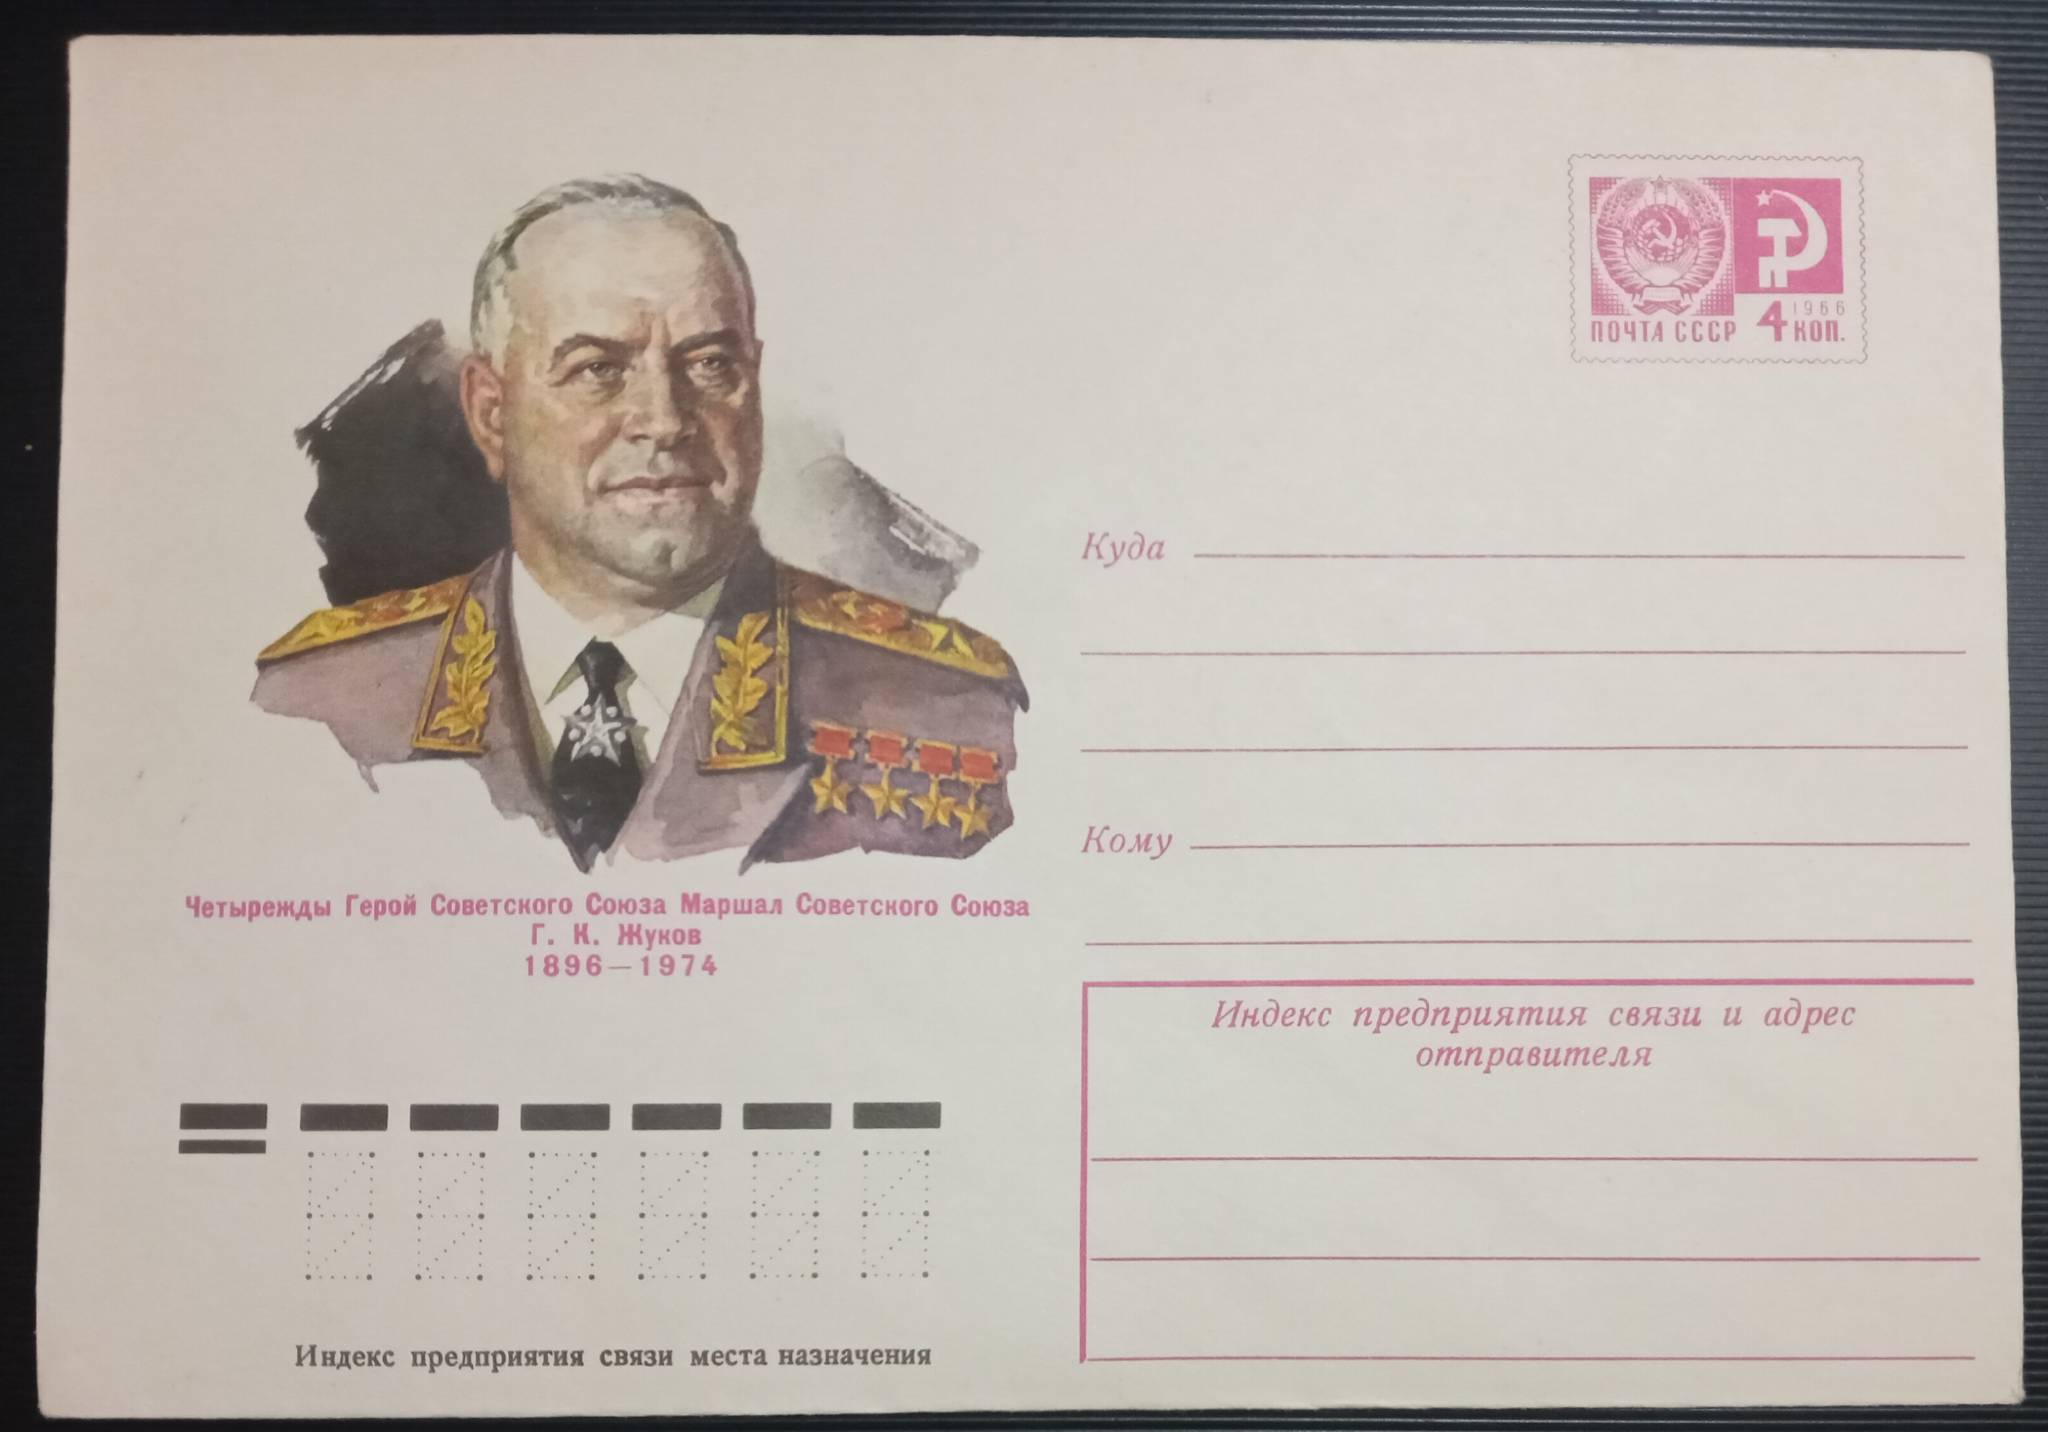 1966
ПОЧТА СССР 4 КОП.
Куда
Кому
Четырежды Герой Советского Союза Маршал Советского Союза
Г. К. Жуков
1896—1974
Индекс предприятия связи и адрес
отправителя
Индекс предприятия связи места назначения